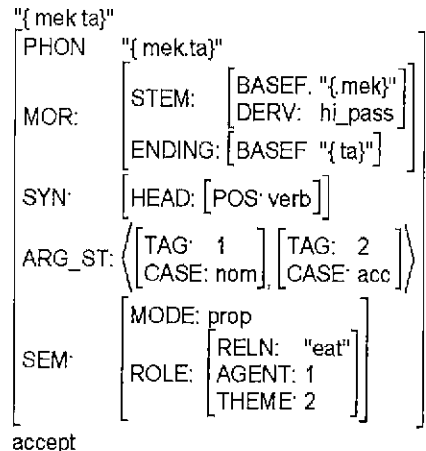 "{ mek ta}"
PHON "{ mek.ta}"
MOR: STEM: BASEF. "{.mek}"
DERV: hi_pass
ENDING: BASEF "{ ta}"
SYN: HEAD: POS: verb
ARG_ST: TAG: 1 , TAG: 2
CASE: nom CASE: acc
MODE: prop
SEM: ROLE: RELN: "eat"
AGENT: 1
THEME: 2
accept